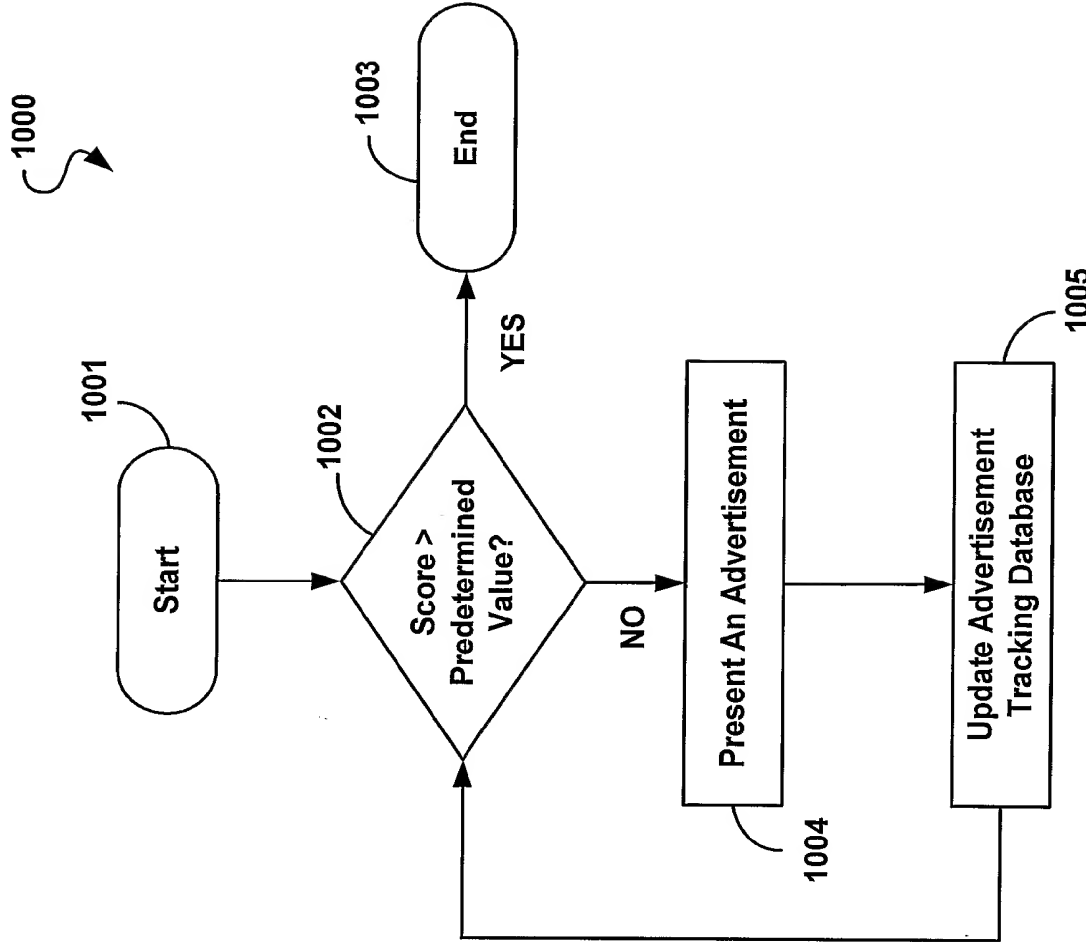 1000
Start
1001
Score >
Predetermined
Value?
1002
YES
End
1003
NO
Present An Advertisement
1004
Update Advertisement
Tracking Database
1005